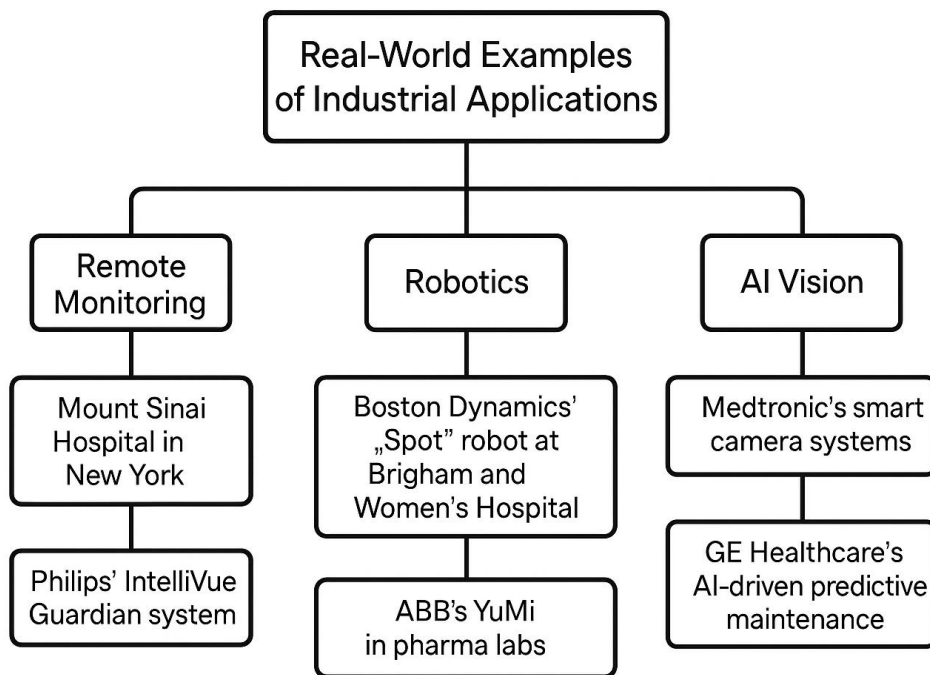 Real-World Examples
of Industrial Applications
Remote
Monitoring
Robotics
AI Vision
Mount Sinai
Hospital in
New York
Boston Dynamics’
„Spot” robot at
Brigham and
Women’s Hospital
Medtronic’s smart
camera systems
Philips’ IntelliVue
Guardian system
ABB’s YuMi
in pharma labs
GE Healthcare’s
AI-driven predictive
maintenance